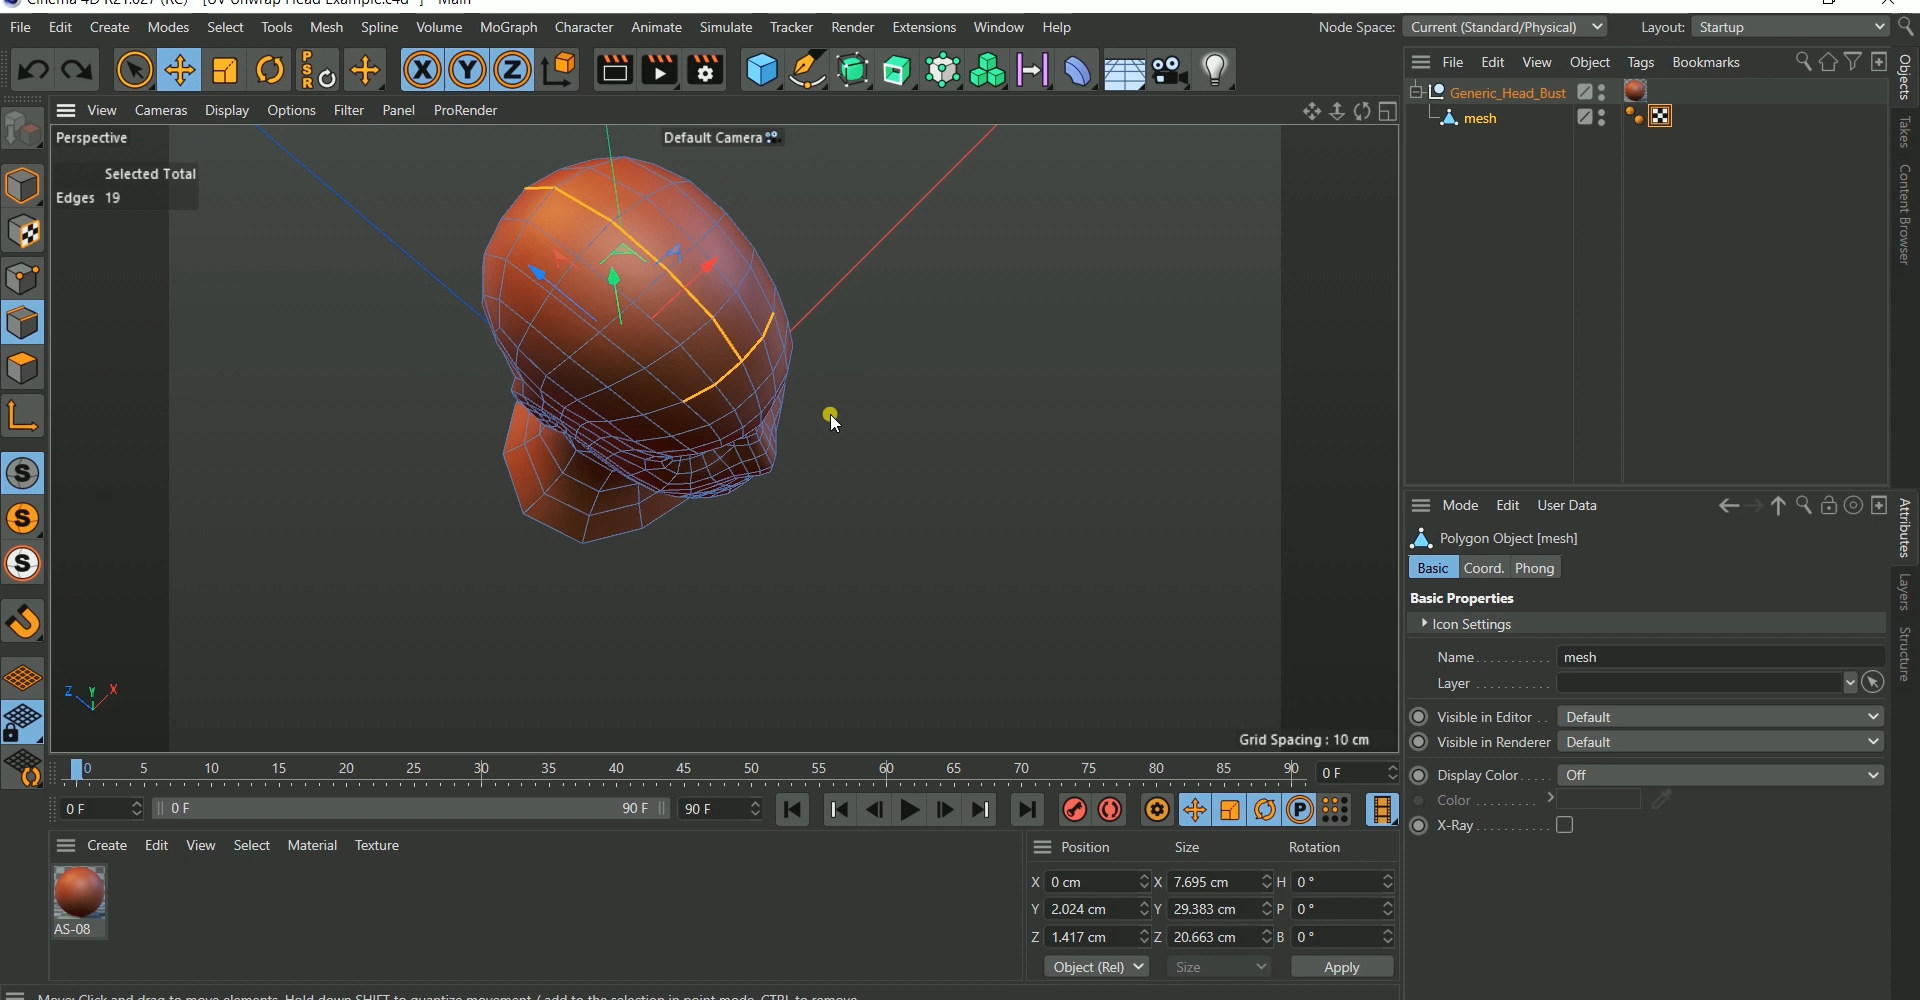 Cinema 4D R21.027 (RC) - [UV Unwrap Head Example.c4d *] - Main
File Edit Create Modes Select Tools Mesh Spline Volume MoGraph Character Animate Simulate Tracker Render Extensions Window Help Node Space: Current (Standard/Physical) Layout: Startup
X Y Z PSR
File Edit View Object Tags Bookmarks
View Cameras Display Options Filter Panel ProRender
Generic_Head_Bust
mesh
Objects
Takes
Content Browser
Perspective
Default Camera
Selected Total
Edges 19
S
S
S
Z Y X
Grid Spacing : 10 cm
Mode Edit User Data
Polygon Object [mesh]
Basic Coord. Phong
Basic Properties
Icon Settings
Name . . . . . . . . . . . mesh
Layer . . . . . . . . . . .
Visible in Editor . . Default
Visible in Renderer Default
Display Color . . . . . Off
Color . . . . . . . . .
X-Ray . . . . . . . . . . .
Attributes
Layers
Structure
0 5 10 15 20 25 30 35 40 45 50 55 60 65 70 75 80 85 90 0 F
0 F 0 F 90 F 90 F P
Create Edit View Select Material Texture
AS-08
Position Size Rotation
X 0 cm X 7.695 cm H 0 °
Y 2.024 cm Y 29.383 cm P 0 °
Z 1.417 cm Z 20.663 cm B 0 °
Object (Rel) Size Apply
Move: Click and drag to move elements. Hold down SHIFT to quantize movement / add to the selection in point mode, CTRL to remove.